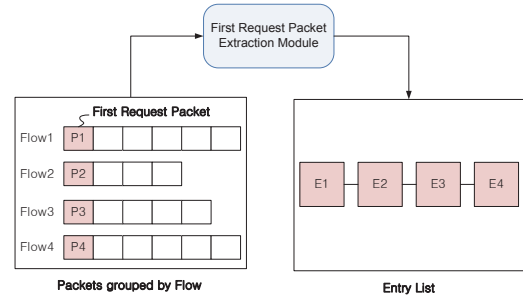 First Request Packet
Extraction Module
First Request Packet
Flow1 P1
Flow2 P2
Flow3 P3
Flow4 P4
E1 E2 E3 E4
Packets grouped by Flow
Entry List